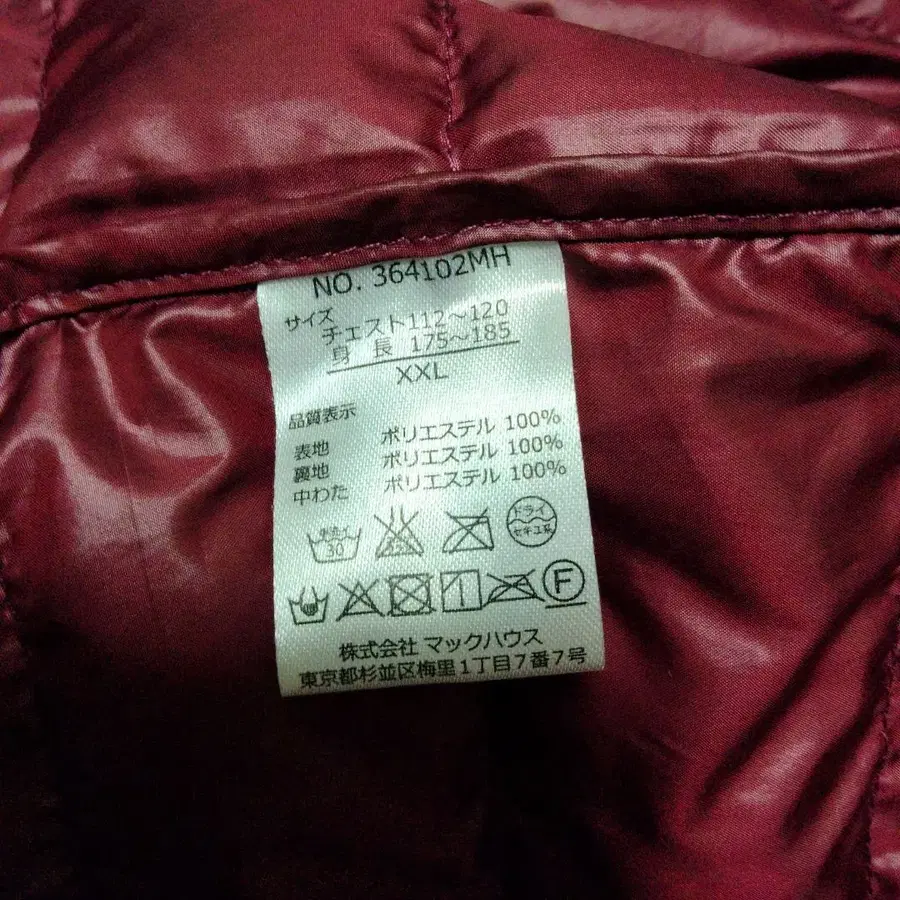 NO. 364102MH
サイズ
チェスト112～120
身 長 175～185
XXL
品質表示
表地 ポリエステル 100%
裏地 ポリエステル 100%
中わた ポリエステル 100%
30
ドライ
セキユ系
F
株式会社 マックハウス
東京都杉並区梅里1丁目7番7号